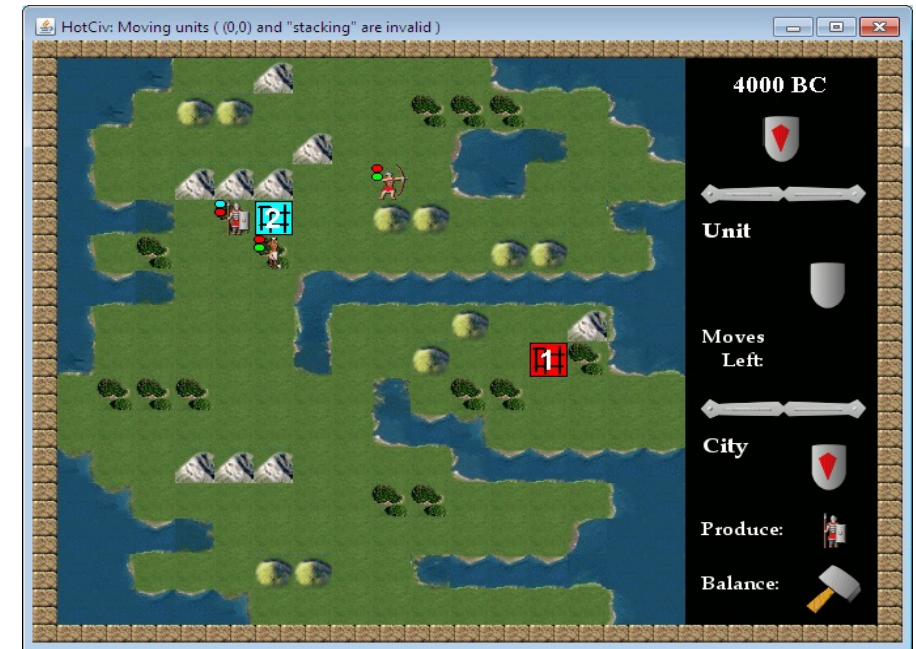 HotCiv: Moving units ( (0,0) and "stacking" are invalid )
4000 BC
Unit
2
Moves
Left:
1
City
Produce:
Balance: